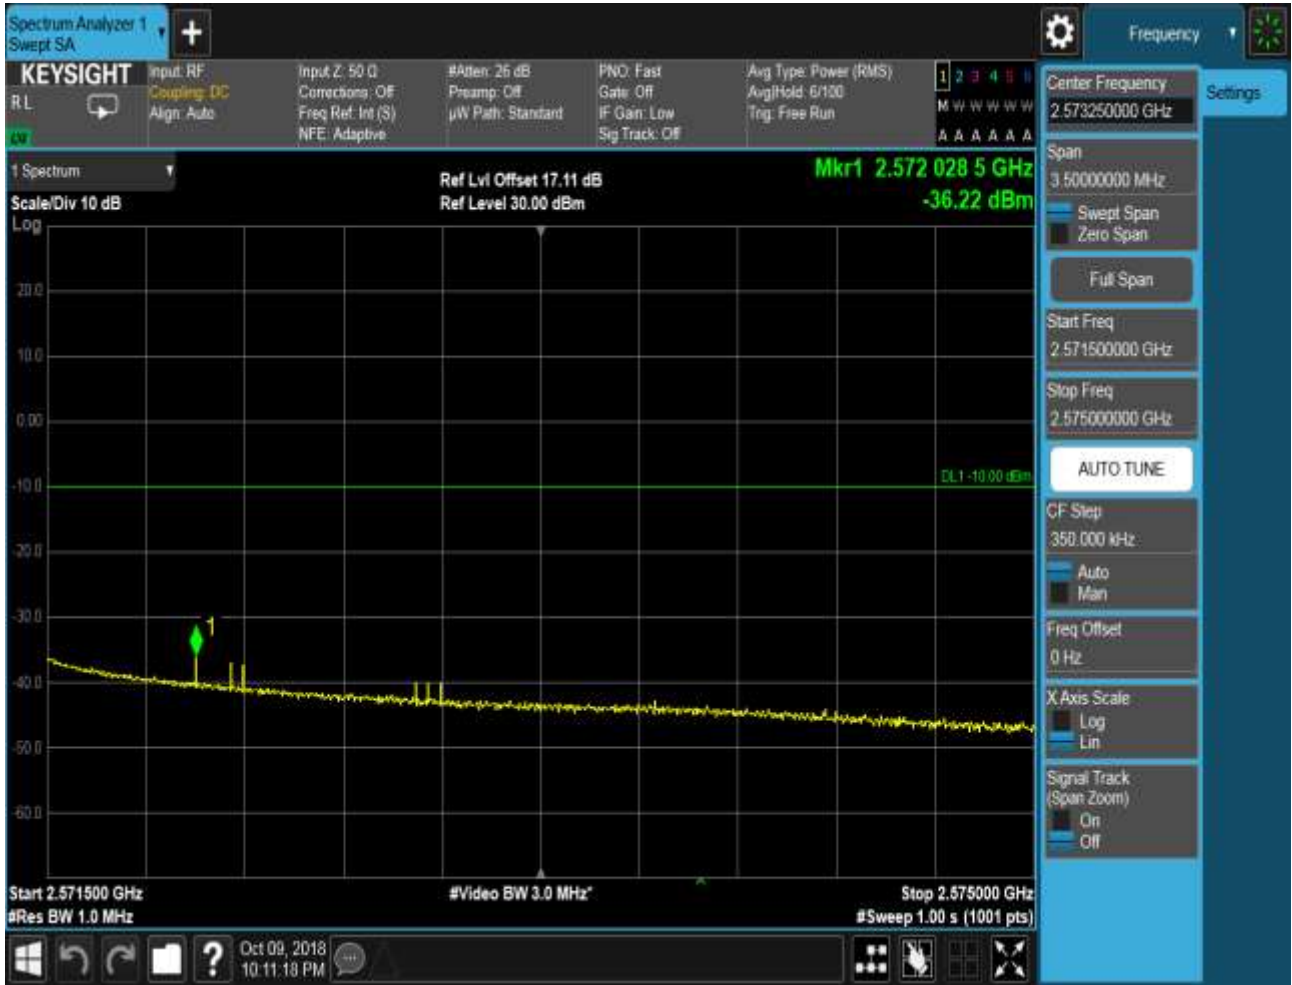 Spectrum Analyzer 1
Swept SA
Frequency
KEYSIGHT
R L
Input: RF
Coupling: DC
Align: Auto
Input Z: 50 Ω
Corrections: Off
Freq Ref: Int (S)
NFE: Adaptive
#Atten: 26 dB
Preamp: Off
µW Path: Standard
PNO: Fast
Gate: Off
IF Gain: Low
Sig Track: Off
Avg Type: Power (RMS)
Avg|Hold: 6/100
Trig: Free Run
1 2 3 4 5 6
M W W W W W
A A A A A A
1 Spectrum
Scale/Div 10 dB
Log
Ref Lvl Offset 17.11 dB
Ref Level 30.00 dBm
Mkr1 2.572 028 5 GHz
-36.22 dBm
20.0
10.0
0.00
-10.0
-20.0
-30.0
-40.0
-50.0
-60.0
DL1 -10.00 dBm
1
Start 2.571500 GHz
#Res BW 1.0 MHz
#Video BW 3.0 MHz*
Stop 2.575000 GHz
#Sweep 1.00 s (1001 pts)
Center Frequency
2.573250000 GHz
Settings
Span
3.50000000 MHz
Swept Span
Zero Span
Full Span
Start Freq
2.571500000 GHz
Stop Freq
2.575000000 GHz
AUTO TUNE
CF Step
350.000 kHz
Auto
Man
Freq Offset
0 Hz
X Axis Scale
Log
Lin
Signal Track
(Span Zoom)
On
Off
?
Oct 09, 2018
10:11:18 PM